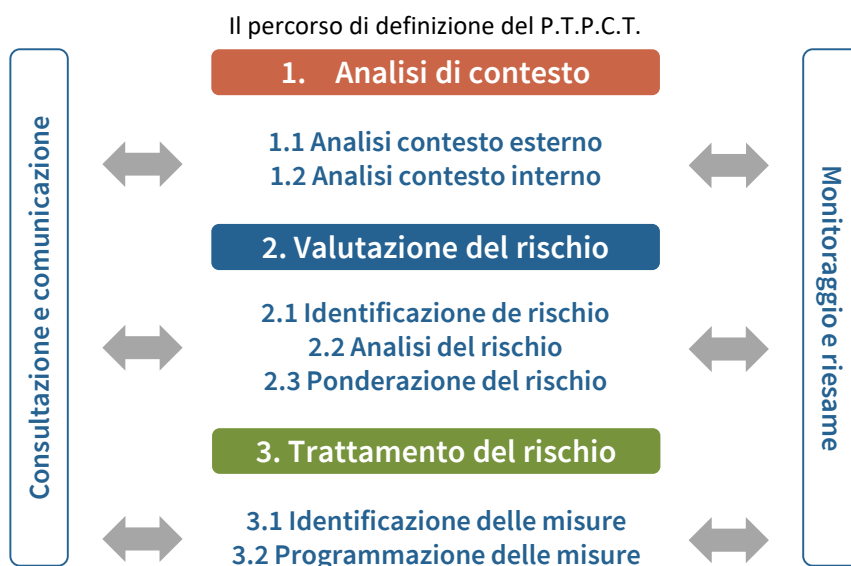 Il percorso di definizione del P.T.P.C.T.
1. Analisi di contesto
Consultazione e comunicazione
1.1 Analisi contesto esterno
1.2 Analisi contesto interno
2. Valutazione del rischio
2.1 Identificazione de rischio
2.2 Analisi del rischio
2.3 Ponderazione del rischio
3. Trattamento del rischio
3.1 Identificazione delle misure
3.2 Programmazione delle misure
Monitoraggio e riesame